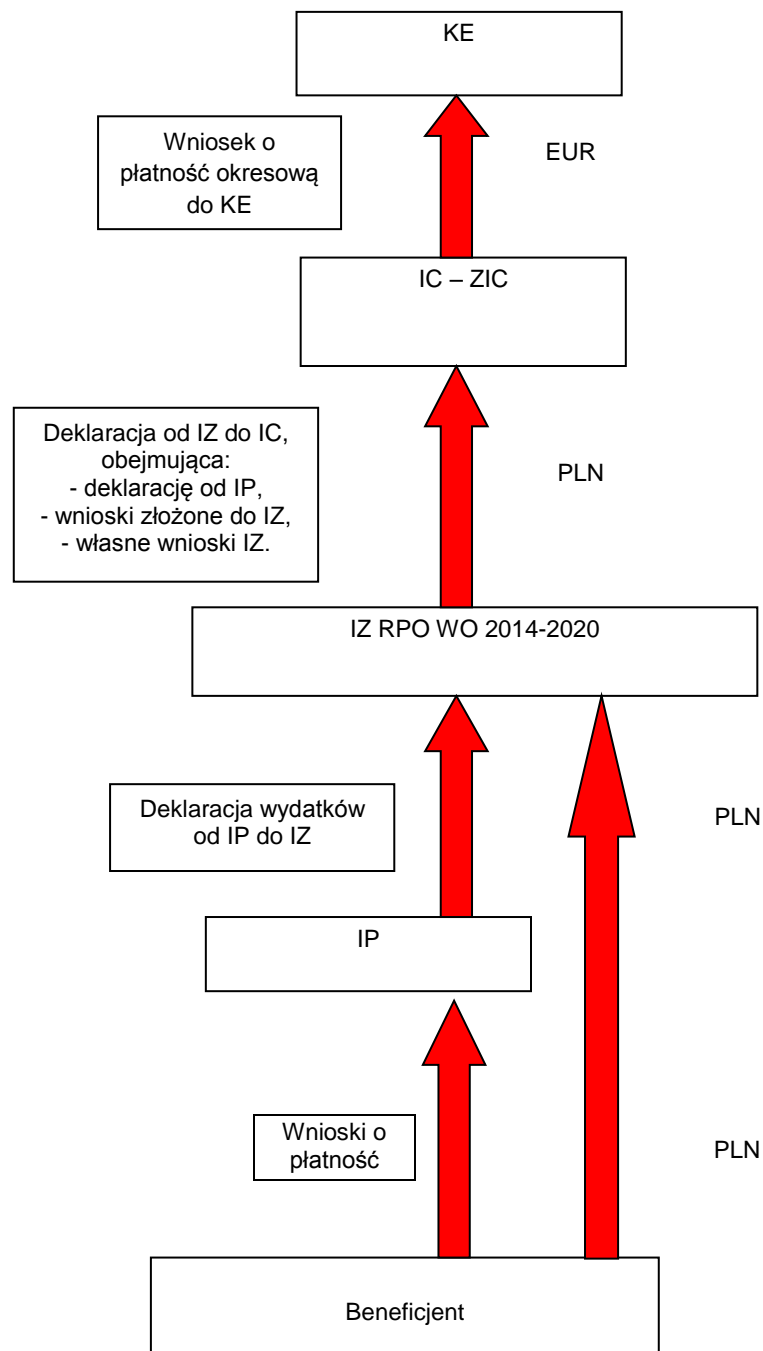 KE
Wniosek o
płatność okresową
do KE
EUR
IC – ZIC
Deklaracja od IZ do IC,
obejmująca:
- deklarację od IP,
- wnioski złożone do IZ,
- własne wnioski IZ.
PLN
IZ RPO WO 2014-2020
Deklaracja wydatków
od IP do IZ
PLN
IP
Wnioski o
płatność
PLN
Beneficjent